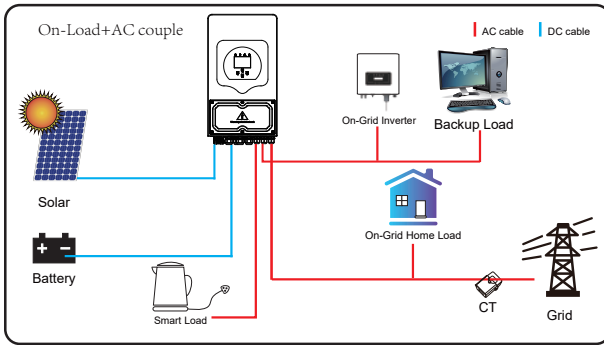 On-Load+AC couple
AC cable
DC cable
On-Grid Inverter
Backup Load
Solar
On-Grid Home Load
Battery
Smart Load
CT
Grid